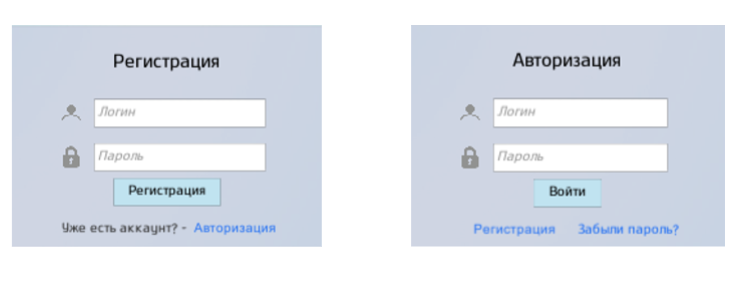 Регистрация
Логин
Пароль
Регистрация
Уже есть аккаунт? - Авторизация
Авторизация
Логин
Пароль
Войти
Регистрация Забыли пароль?